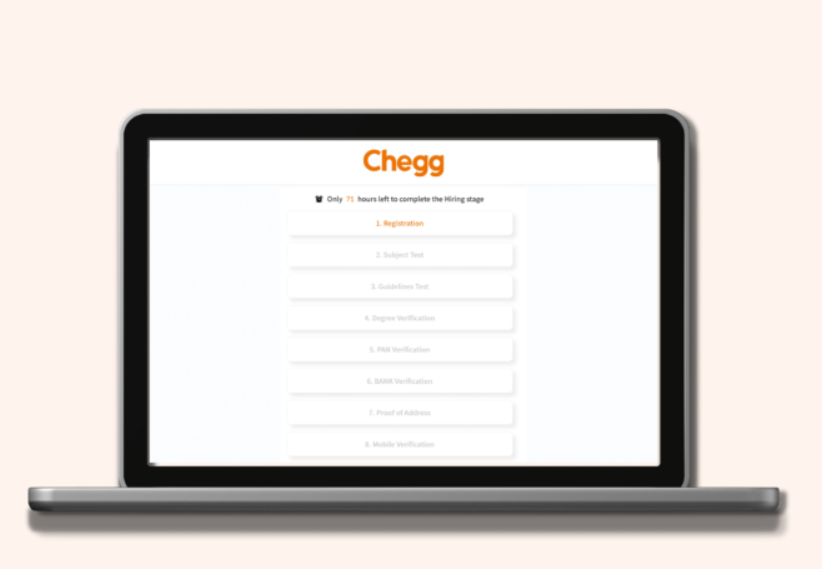 Chegg
Only 71 hours left to complete the Hiring stage
1. Registration
2. Subject Test
3. Guidelines Test
4. Degree Verification
5. PAN Verification
6. BANK Verification
7. Proof of Address
8. Mobile Verification